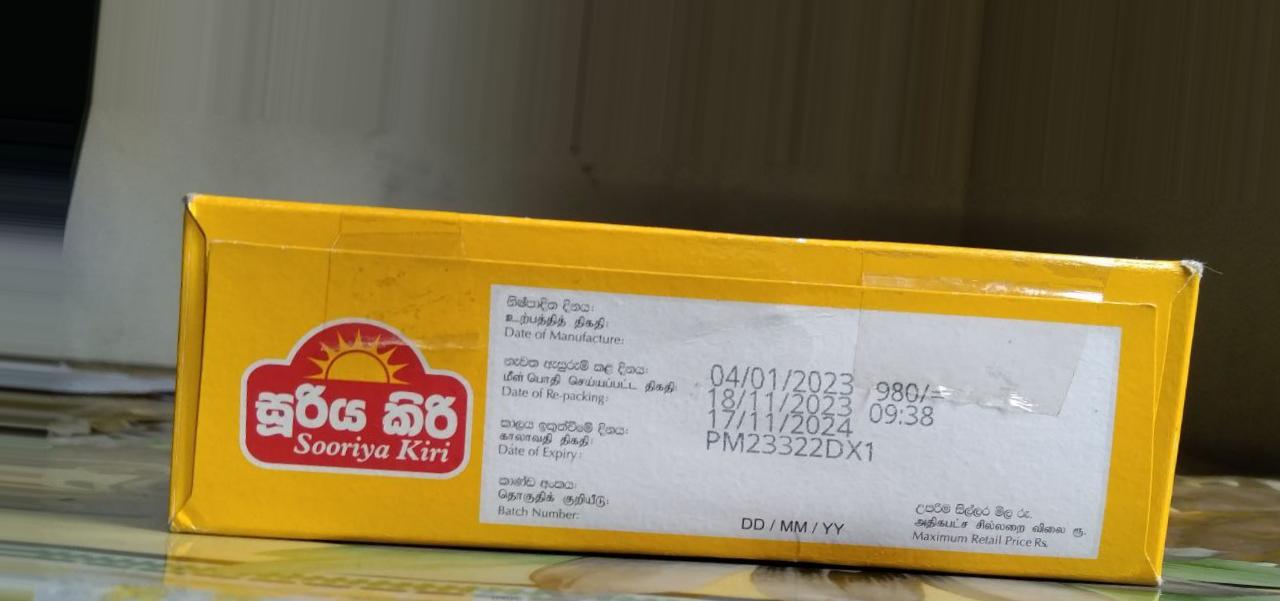 සූරිය කිරි
Sooriya Kiri
නිෂ්පාදිත දිනය:
உற்பத்தித் திகதி:
Date of Manufacture:
නැවත ඇසුරුම් කළ දිනය:
மீள் பொதி செய்யப்பட்ட திகதி:
Date of Re-packing:
කාලය ඉකුත්වීමේ දිනය:
காலாவதி திகதி:
Date of Expiry:
කාණ්ඩ අංකය:
தொகுதிக் குறியீடு:
Batch Number:
04/01/2023 980/=
18/11/2023 09:38
17/11/2024
PM23322DX1
DD / MM / YY
උපරිම සිල්ලර මිල රු.
அதிகபட்ச சில்லறை விலை ரூ.
Maximum Retail Price Rs.